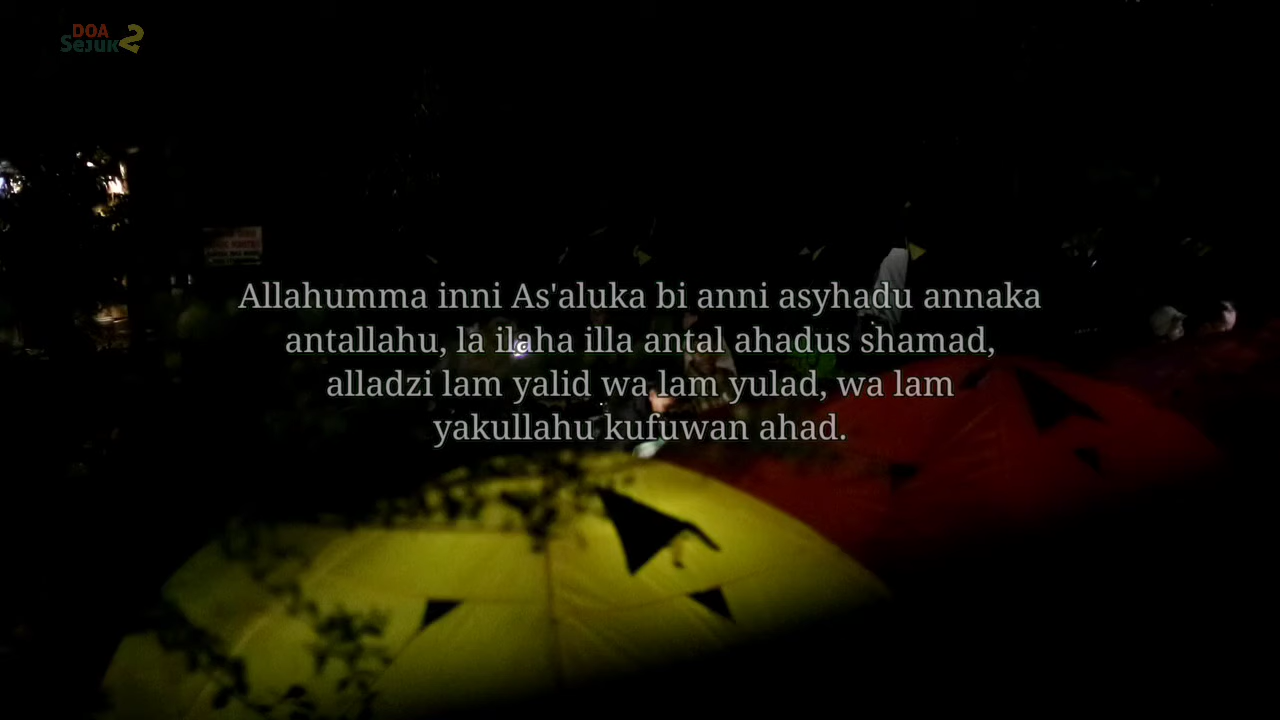 DOA
Sejuk2
Allahumma inni As'aluka bi anni asyhadu annaka
antallahu, la ilaha illa antal ahadus shamad,
alladzi lam yalid wa lam yulad, wa lam
yakullahu kufuwan ahad.